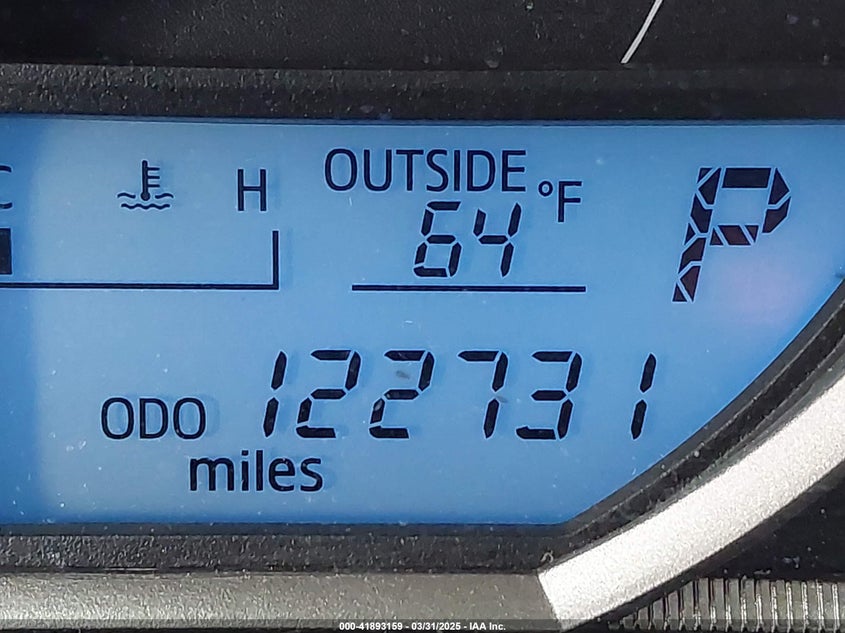 C H
OUTSIDE
64 °F
P
ODO 122731
miles
000-41893159 - 03/31/2025 - IAA Inc.